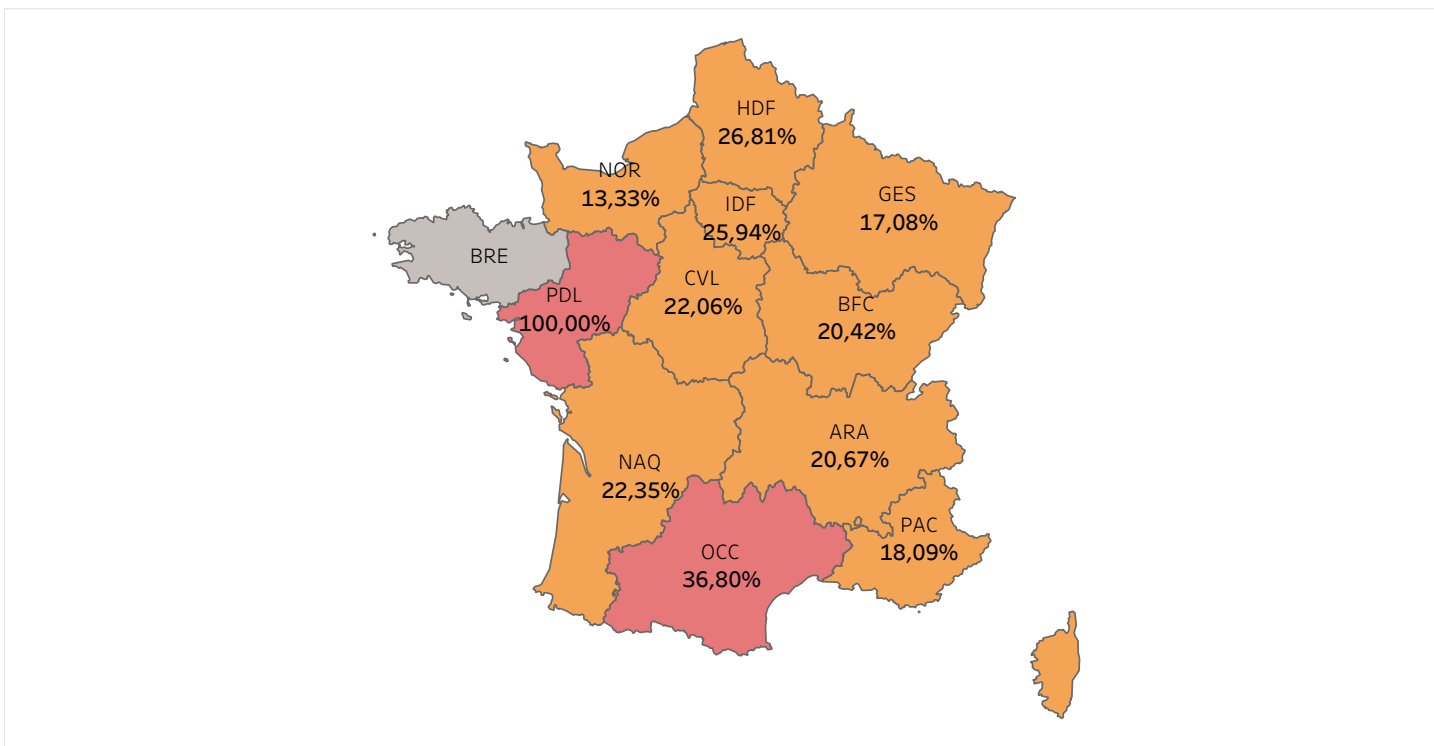 HDF
26,81%
NOR
13,33%
IDF
25,94%
GES
17,08%
BRE
PDL
100,00%
CVL
22,06%
BFC
20,42%
ARA
20,67%
NAQ
22,35%
PAC
18,09%
OCC
36,80%